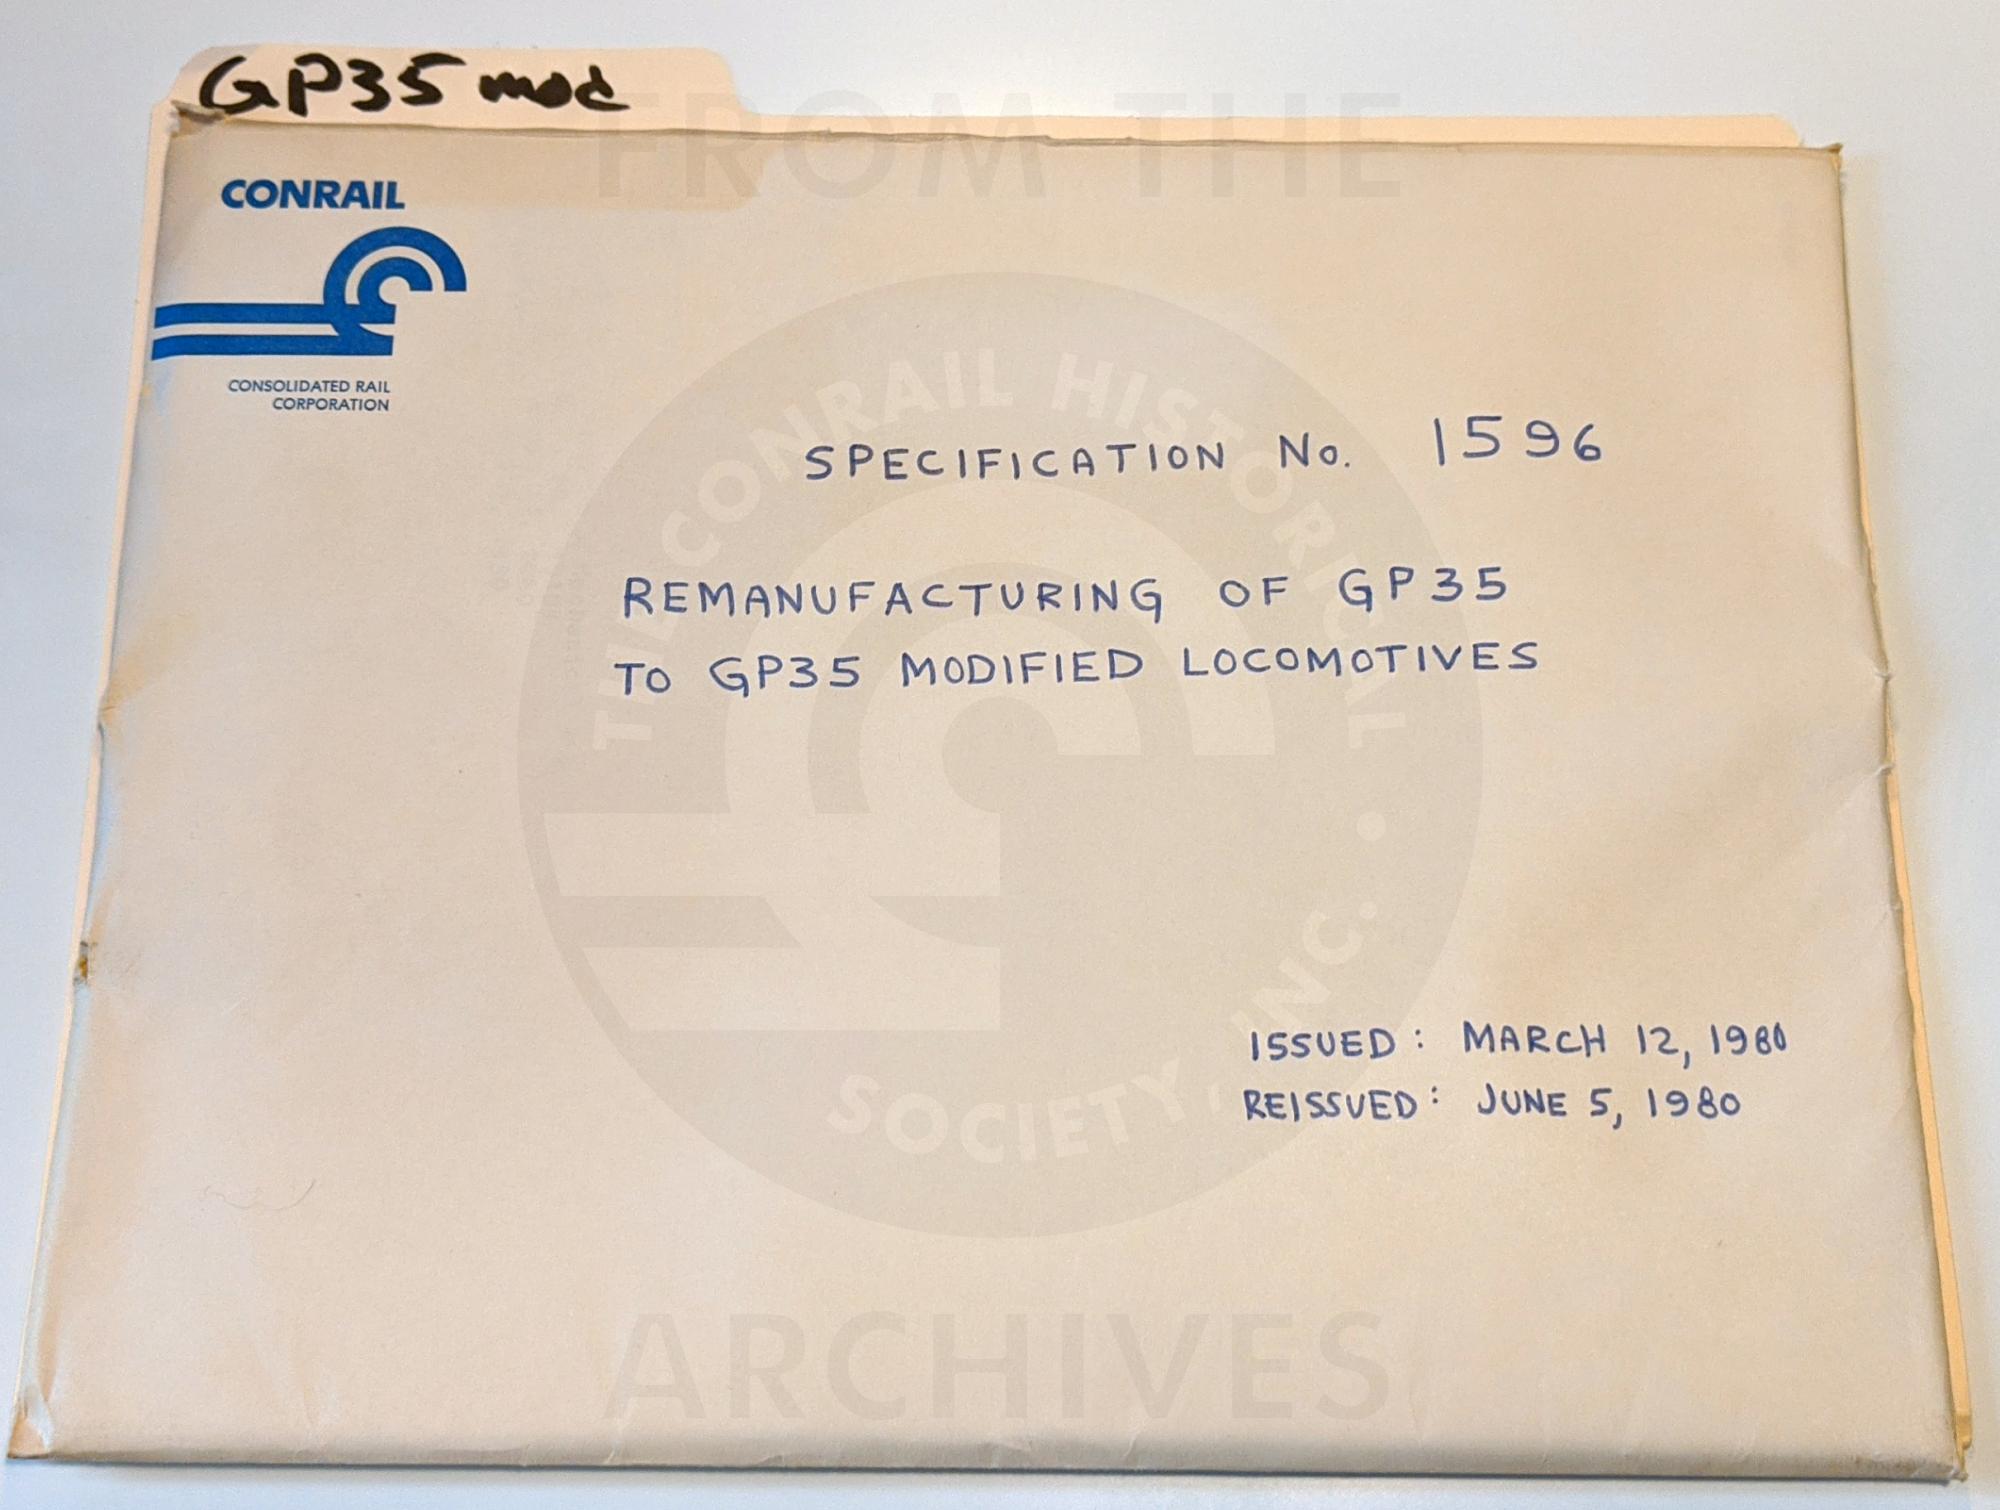 GP35 mod
FROM THE
CONRAIL
CONSOLIDATED RAIL
CORPORATION
SPECIFICATION No. 1596
REMANUFACTURING OF GP35
TO GP35 MODIFIED LOCOMOTIVES
THE CONRAIL HISTORICAL
SOCIETY, INC.
ISSUED: MARCH 12, 1980
REISSUED: JUNE 5, 1980
ARCHIVES